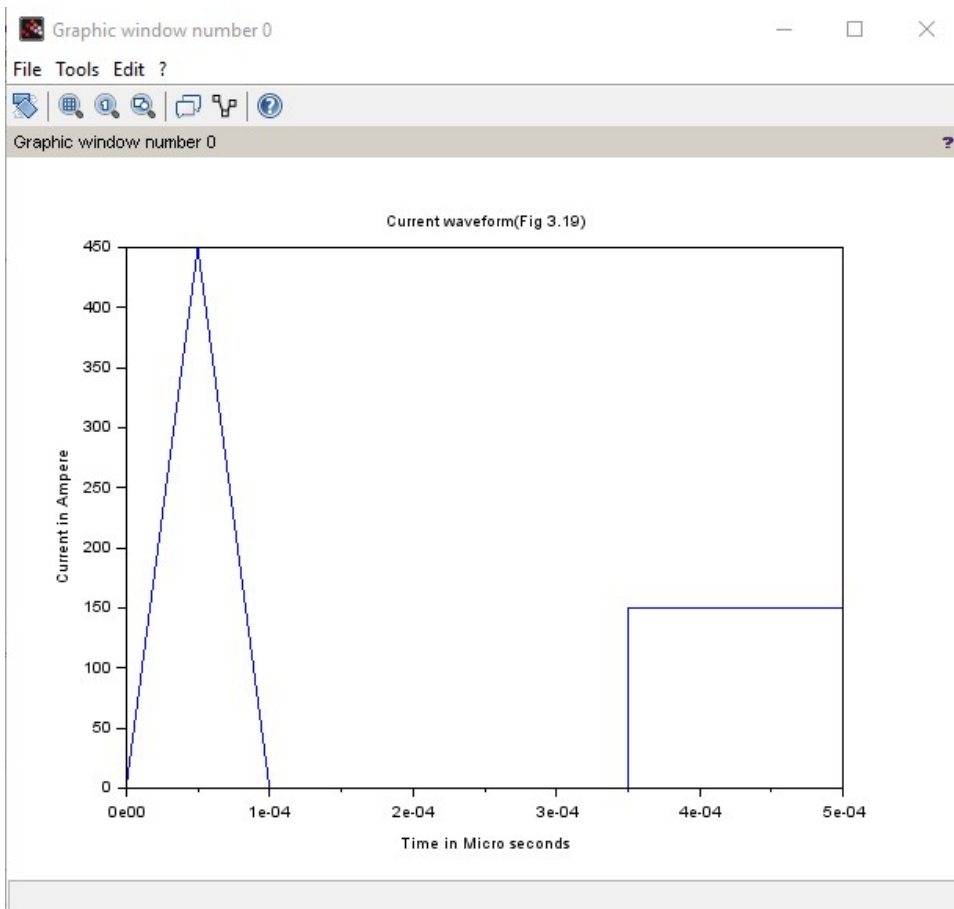 Graphic window number 0
File Tools Edit ?
Graphic window number 0 ?
Current waveform(Fig 3.19)
450
400
350
300
250
200
150
100
50
0
Current in Ampere
0e00 1e-04 2e-04 3e-04 4e-04 5e-04
Time in Micro seconds